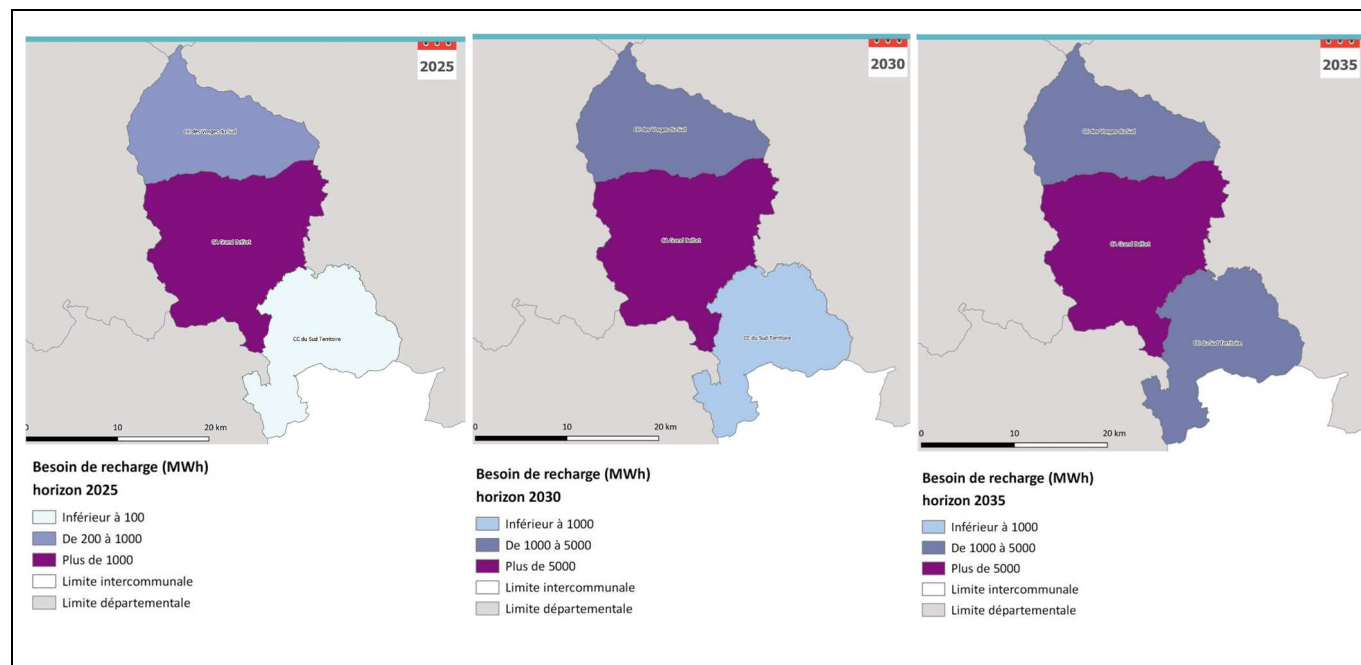 2025
CC des Vosges du Sud
CA Grand Belfort
CC du Sud Territoire
0 10 20 km
Besoin de recharge (MWh)
horizon 2025
Inférieur à 100
De 200 à 1000
Plus de 1000
Limite intercommunale
Limite départementale
2030
CC des Vosges du Sud
CA Grand Belfort
CC du Sud Territoire
0 10 20 km
Besoin de recharge (MWh)
horizon 2030
Inférieur à 1000
De 1000 à 5000
Plus de 5000
Limite intercommunale
Limite départementale
2035
CC des Vosges du Sud
CA Grand Belfort
CC du Sud Territoire
0 10 20 km
Besoin de recharge (MWh)
horizon 2035
Inférieur à 1000
De 1000 à 5000
Plus de 5000
Limite intercommunale
Limite départementale